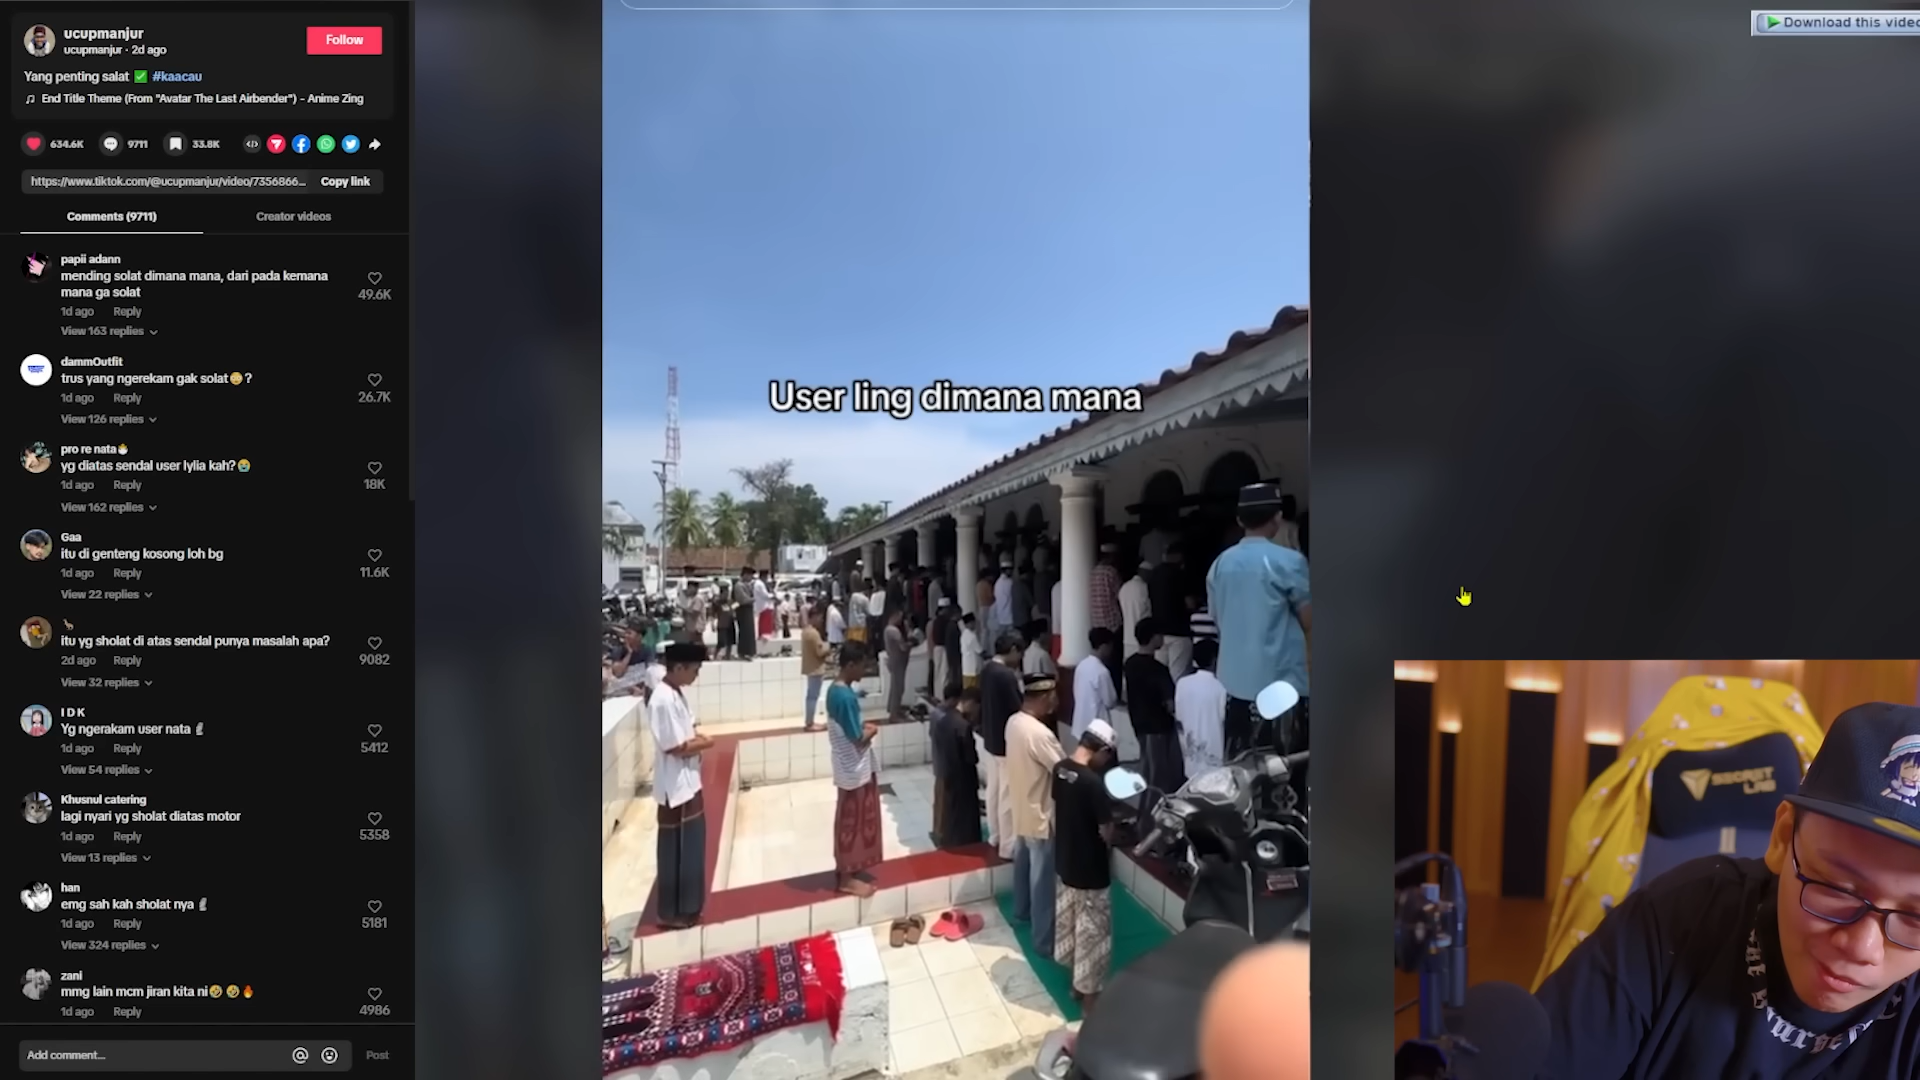 ucupmanjur
ucupmanjur · 2d ago
Follow
Yang penting salat ✅ #kaacau
End Title Theme (From "Avatar The Last Airbender") - Anime Zing
634.6K
9711
33.8K
https://www.tiktok.com/@ucupmanjur/video/7356866...
Copy link
Comments (9711)
Creator videos
papii adann
mending solat dimana mana, dari pada kemana
mana ga solat
49.6K
1d ago Reply
View 163 replies
dammOutfit
trus yang ngerekam gak solat😳?
1d ago Reply
26.7K
View 126 replies
pro re nata🐣
yg diatas sendal user lylia kah?😭
1d ago Reply
18K
View 162 replies
Gaa
itu di genteng kosong loh bg
1d ago Reply
11.6K
View 22 replies
itu yg sholat di atas sendal punya masalah apa?
2d ago Reply
9082
View 32 replies
I D K
Yg ngerakam user nata
1d ago Reply
5412
View 54 replies
Khusnul catering
lagi nyari yg sholat diatas motor
1d ago Reply
5358
View 13 replies
han
emg sah kah sholat nya
1d ago Reply
5181
View 324 replies
zani
mmg lain mcm jiran kita ni🤣🤣🔥
1d ago Reply
4986
Add comment...
Post
User ling dimana mana
Download this video
SECRET
LAB